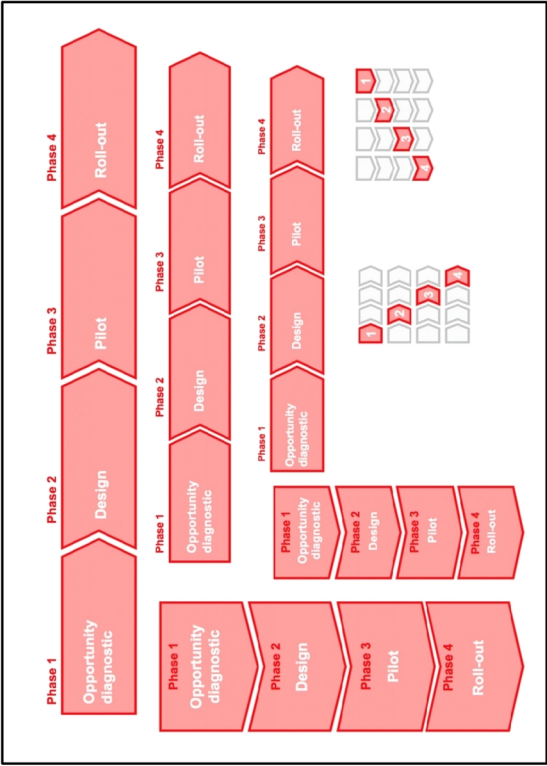 Phase 1 Phase 2 Phase 3 Phase 4
Opportunity
diagnostic
Design
Pilot
Roll-out
Phase 1 Phase 2 Phase 3 Phase 4
Opportunity
diagnostic
Design
Pilot
Roll-out
Phase 1 Phase 2 Phase 3 Phase 4
Opportunity
diagnostic
Design
Pilot
Roll-out
Phase 1
Opportunity
diagnostic
Phase 2
Design
Phase 3
Pilot
Phase 4
Roll-out
Phase 1
Opportunity
diagnostic
Phase 2
Design
Phase 3
Pilot
Phase 4
Roll-out
1
2
3
4
1
2
3
4